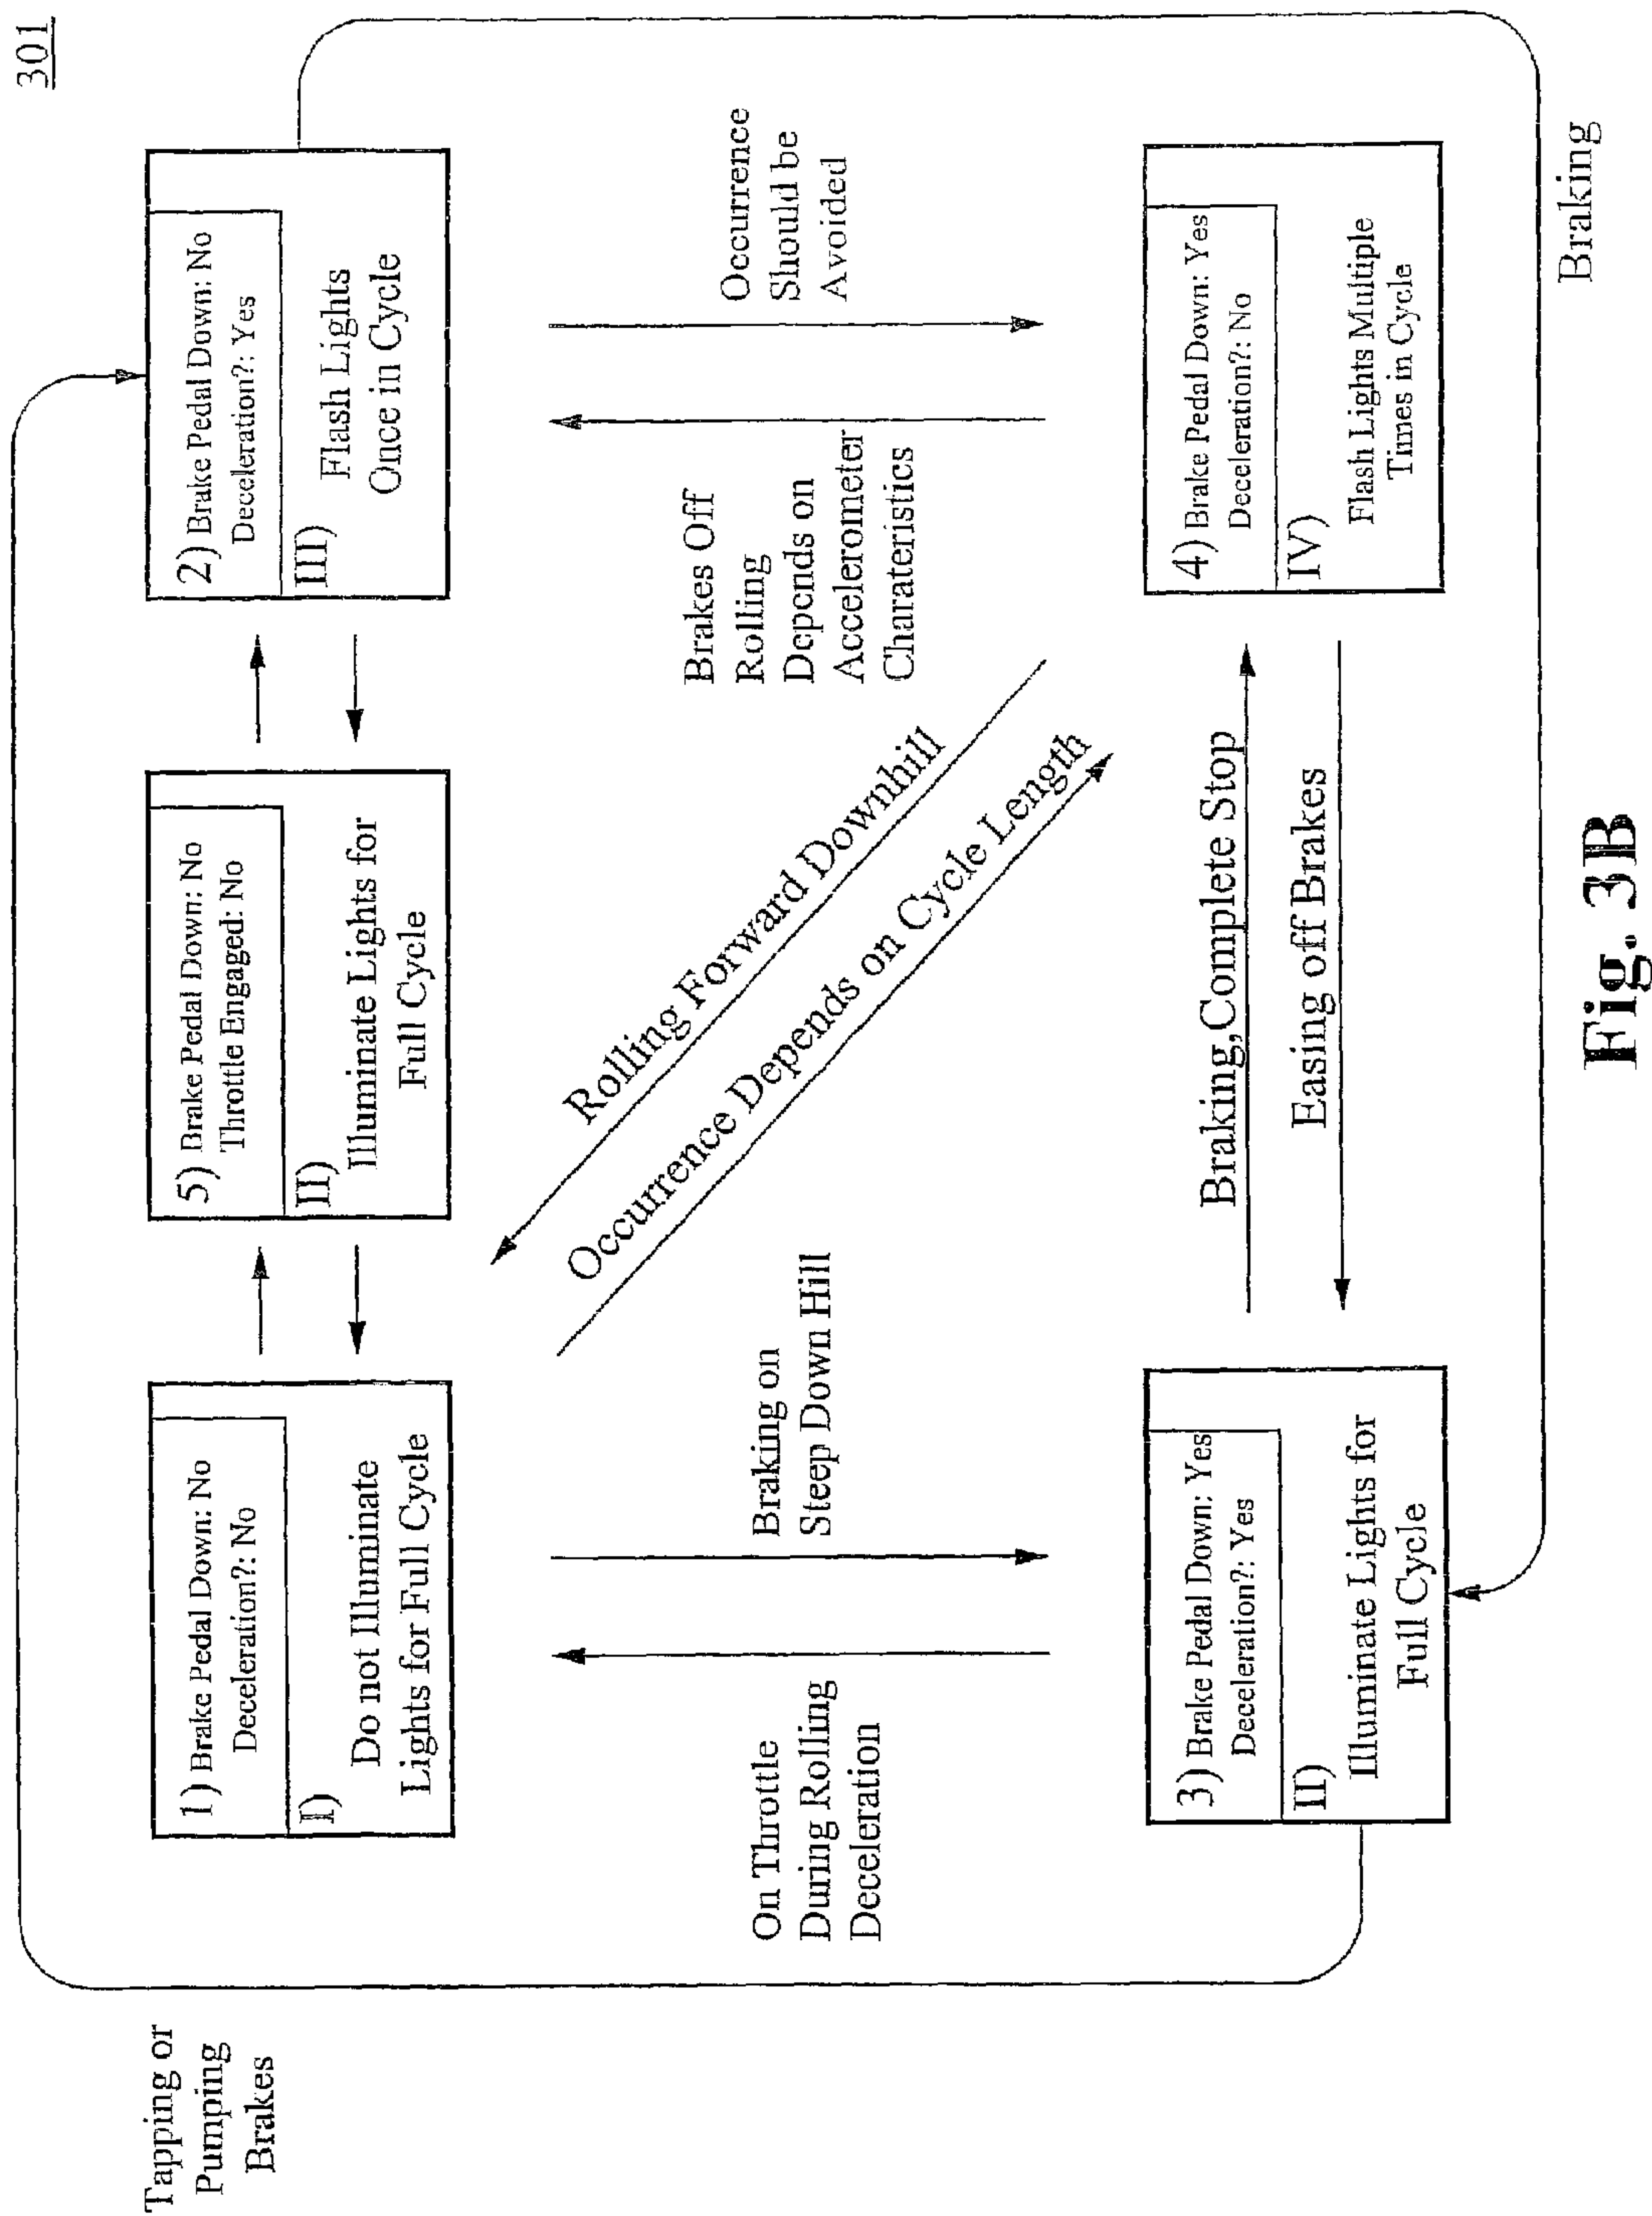 301
Tapping or
Pumping
Brakes
1) Brake Pedal Down: No
Deceleration?: No
I)
Do not Illuminate
Lights for Full Cycle
5) Brake Pedal Down: No
Throttle Engaged: No
II)
Illuminate Lights for
Full Cycle
2) Brake Pedal Down: No
Deceleration?: Yes
III)
Flash Lights
Once in Cycle
On Throttle
During Rolling
Deceleration
Braking on
Steep Down Hill
Rolling Forward Downhill
Occurrence Depends on Cycle Length
Brakes Off
Rolling
Depends on
Accelerometer
Charateristics
Occurrence
Should be
Avoided
3) Brake Pedal Down: Yes
Deceleration?: Yes
II)
Illuminate Lights for
Full Cycle
Braking,Complete Stop
Easing off Brakes
4) Brake Pedal Down: Yes
Deceleration?: No
IV)
Flash Lights Multiple
Times in Cycle
Braking
Fig. 3B